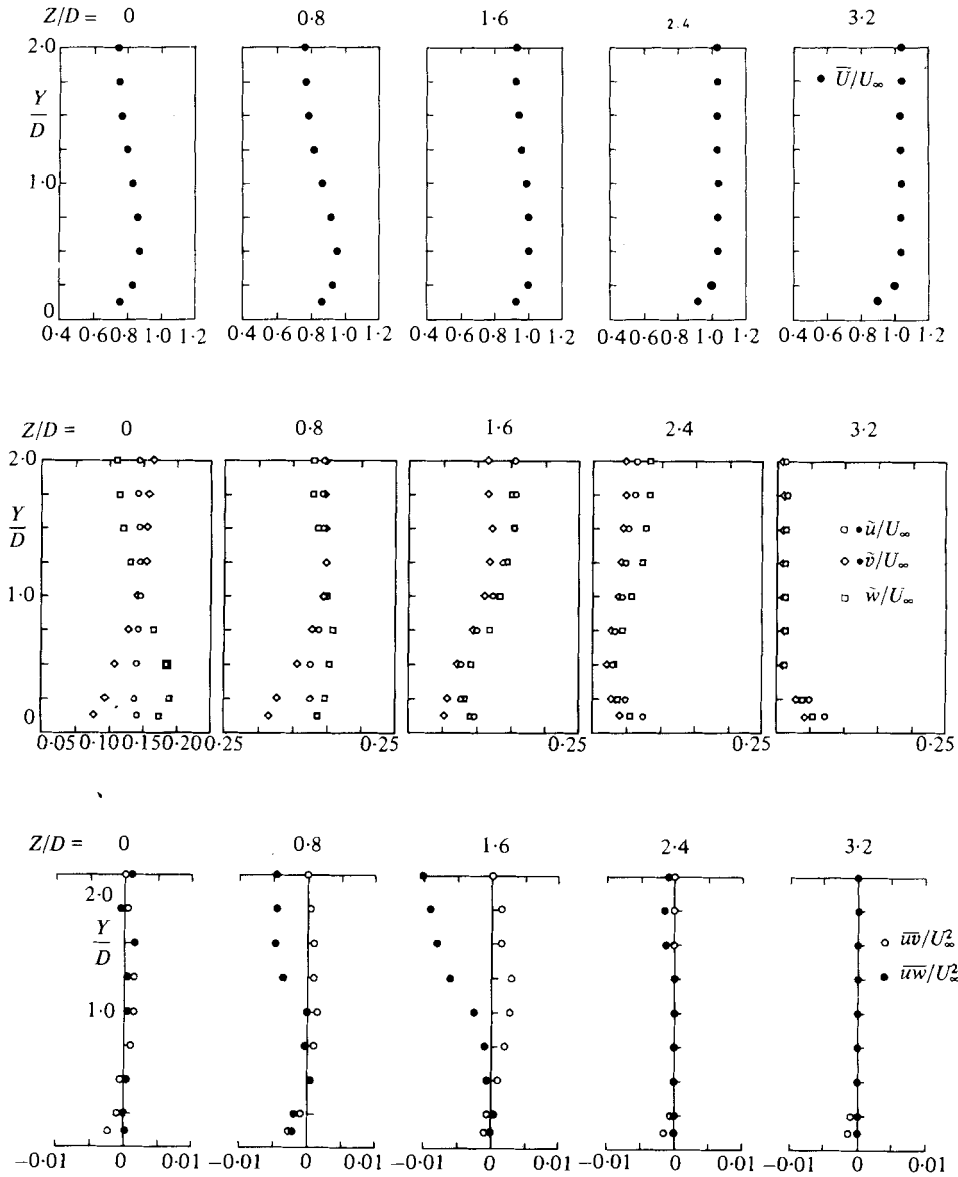 Z/D = 0 0·8 1·6 2.4 3·2
2·0
● U̅/U∞
Y/D
1·0
0
0·4 0·6 0·8 1·0 1·2 0·4 0·6 0·8 1·0 1·2 0·4 0·6 0·8 1·0 1·2 0·4 0·6 0·8 1·0 1·2 0·4 0·6 0·8 1·0 1·2
Z/D = 0 0·8 1·6 2·4 3·2
2·0
Y/D
○ ● ũ/U∞
◇ ● ṽ/U∞
□ w̃/U∞
1·0
0
0·05 0·10 0·15 0·20 0·25 0·25 0·25 0·25 0·25
Z/D = 0 0·8 1·6 2·4 3·2
2·0
Y/D
○ u̅v̅/U²∞
● u̅w̅/U²∞
1·0
−0·01 0 0·01 −0·01 0 0·01 −0·01 0 0·01 −0·01 0 0·01 −0·01 0 0·01